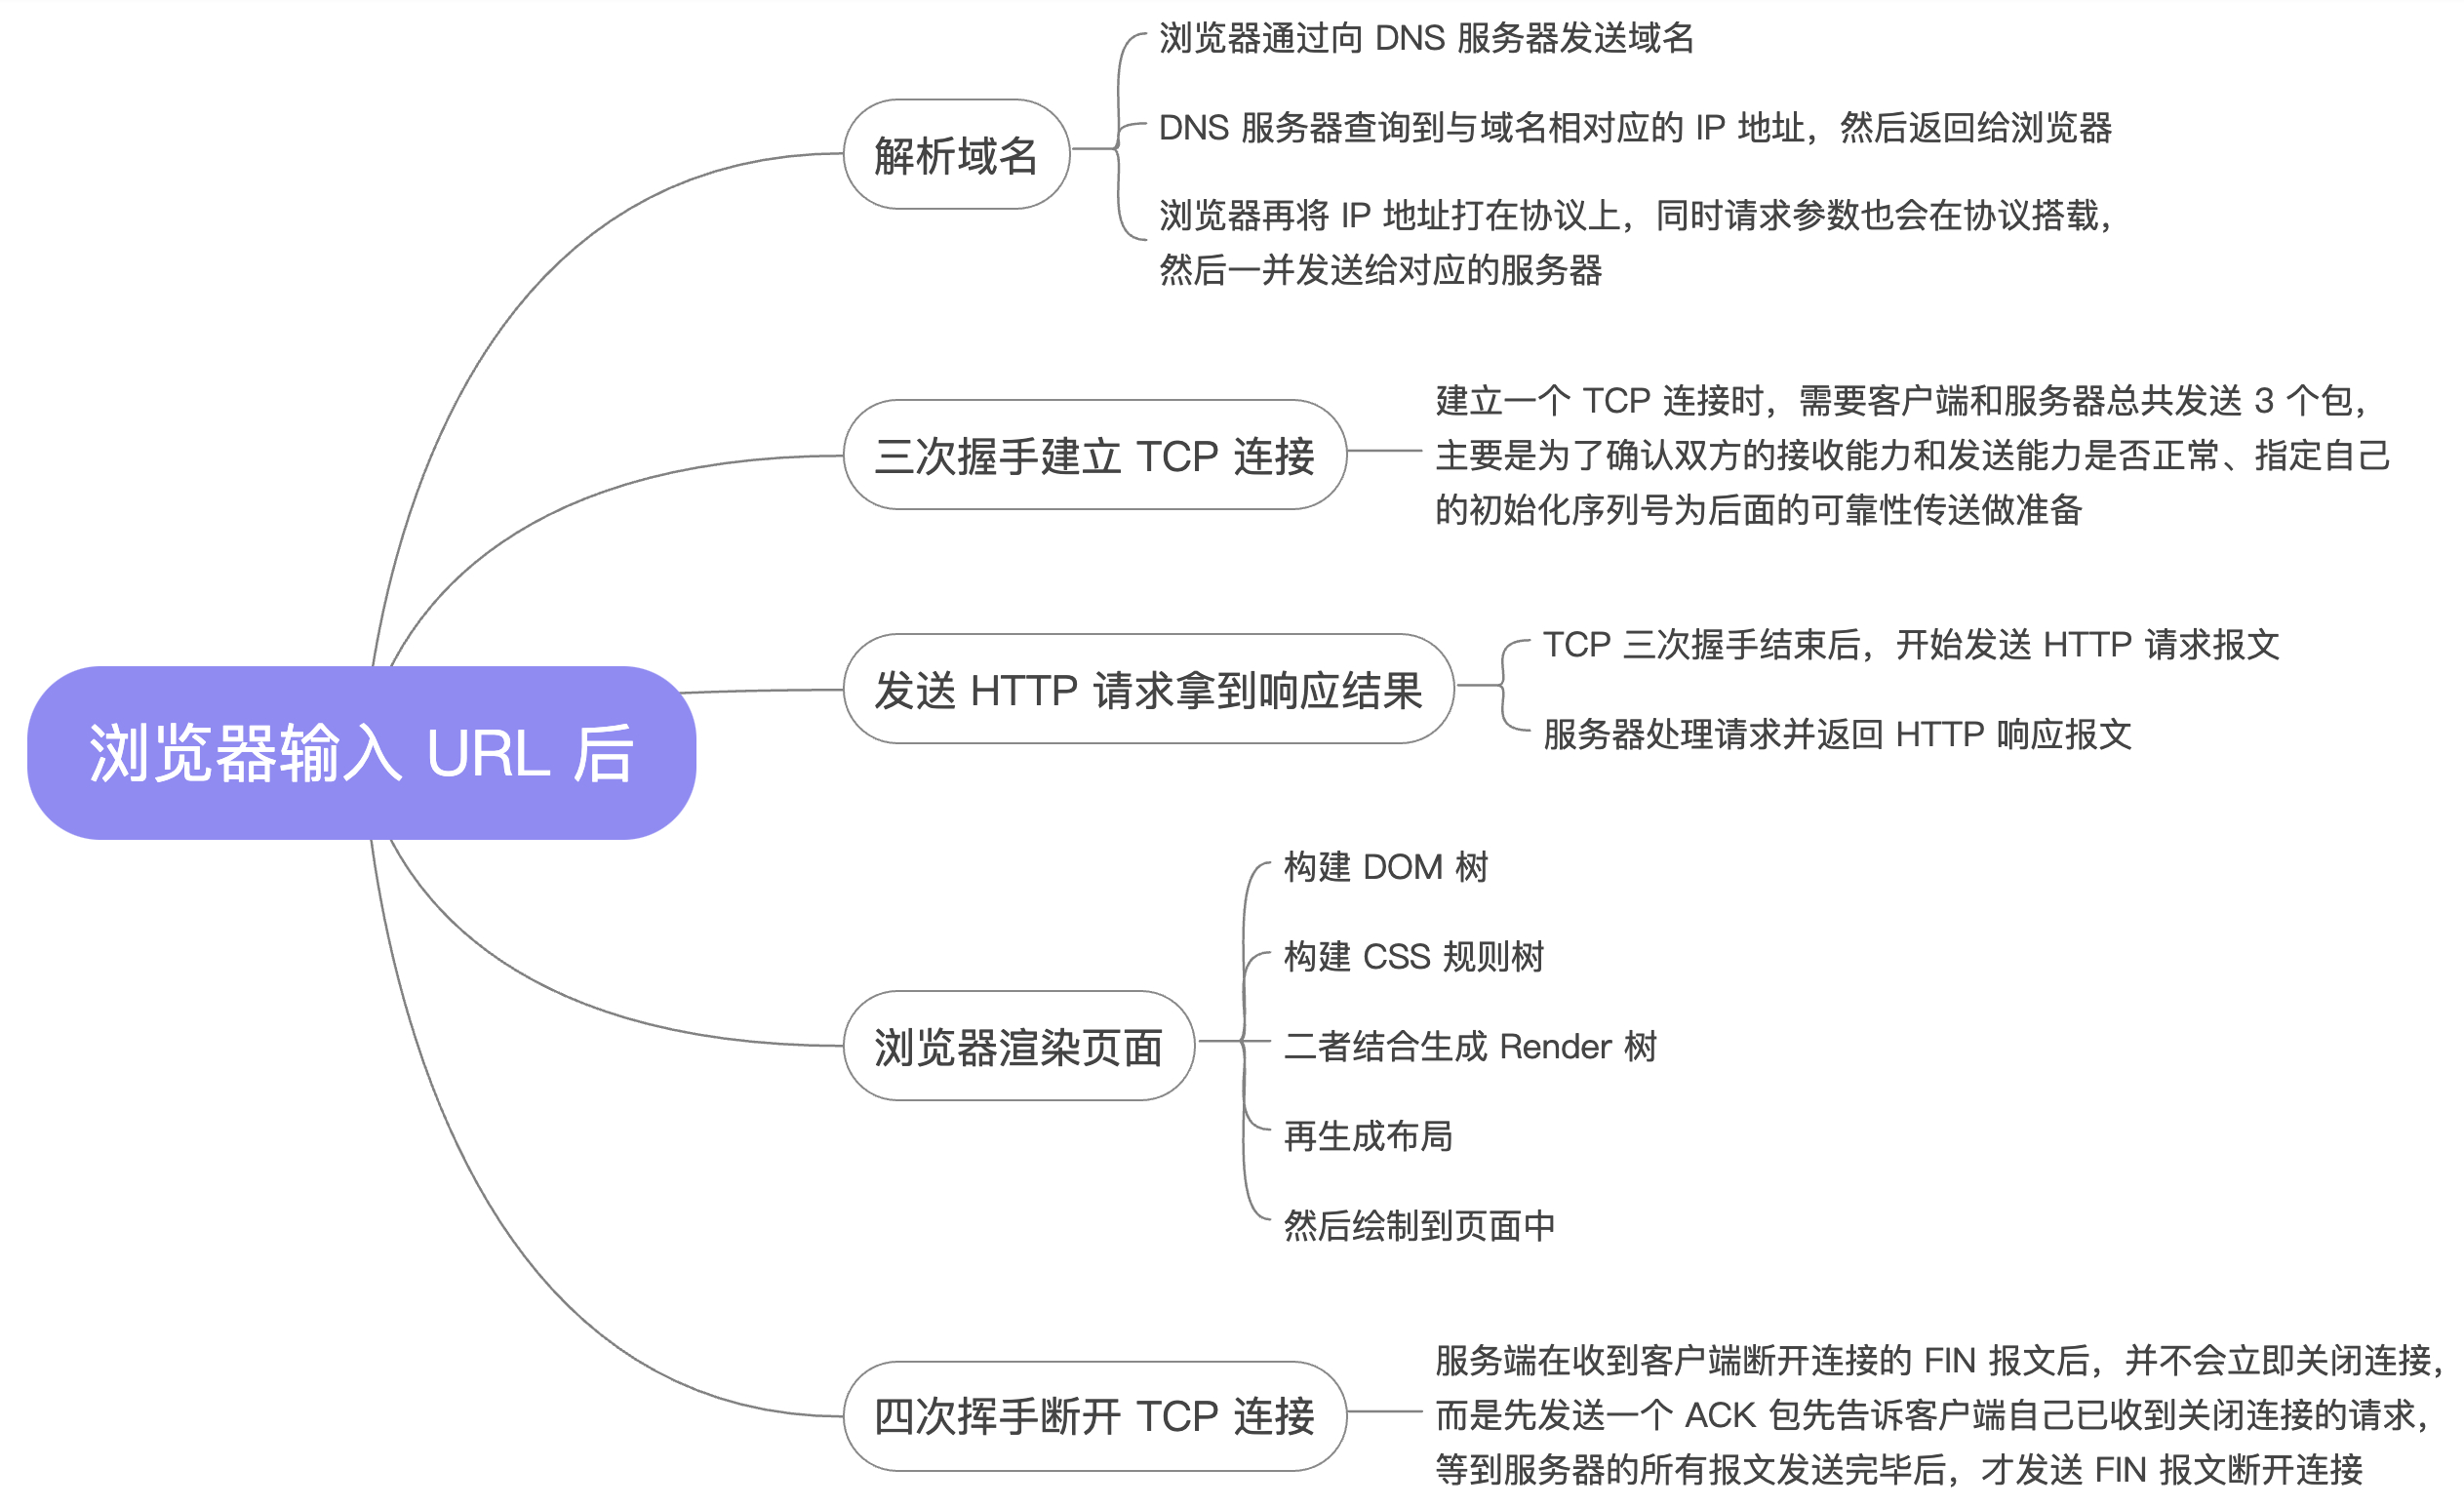 浏览器输入 URL 后
解析域名
浏览器通过向 DNS 服务器发送域名
DNS 服务器查询到与域名相对应的 IP 地址，然后返回给浏览器
浏览器再将 IP 地址打在协议上，同时请求参数也会在协议搭载，
然后一并发送给对应的服务器
三次握手建立 TCP 连接
建立一个 TCP 连接时，需要客户端和服务器总共发送 3 个包，
主要是为了确认双方的接收能力和发送能力是否正常、指定自己
的初始化序列号为后面的可靠性传送做准备
发送 HTTP 请求拿到响应结果
TCP 三次握手结束后，开始发送 HTTP 请求报文
服务器处理请求并返回 HTTP 响应报文
浏览器渲染页面
构建 DOM 树
构建 CSS 规则树
二者结合生成 Render 树
再生成布局
然后绘制到页面中
四次挥手断开 TCP 连接
服务端在收到客户端断开连接的 FIN 报文后，并不会立即关闭连接，
而是先发送一个 ACK 包先告诉客户端自己已收到关闭连接的请求，
等到服务器的所有报文发送完毕后，才发送 FIN 报文断开连接